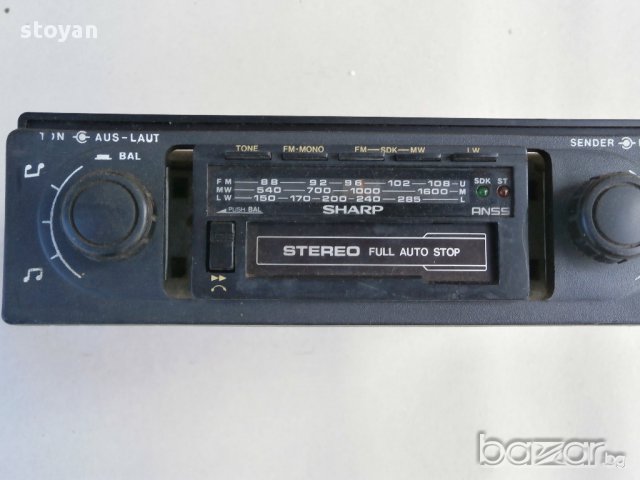 stoyan
AUS-LAUT
SENDER
BAL
TONE FM-MONO FM-SDK-MW LW
FM 88 92 96 102 108 U
MW 540 700 1000 1600 M
LW 150 170 200 240 285 L
SDK ST
PUSH BAL SHARP ANSS
STEREO FULL AUTO STOP
bazar.bg